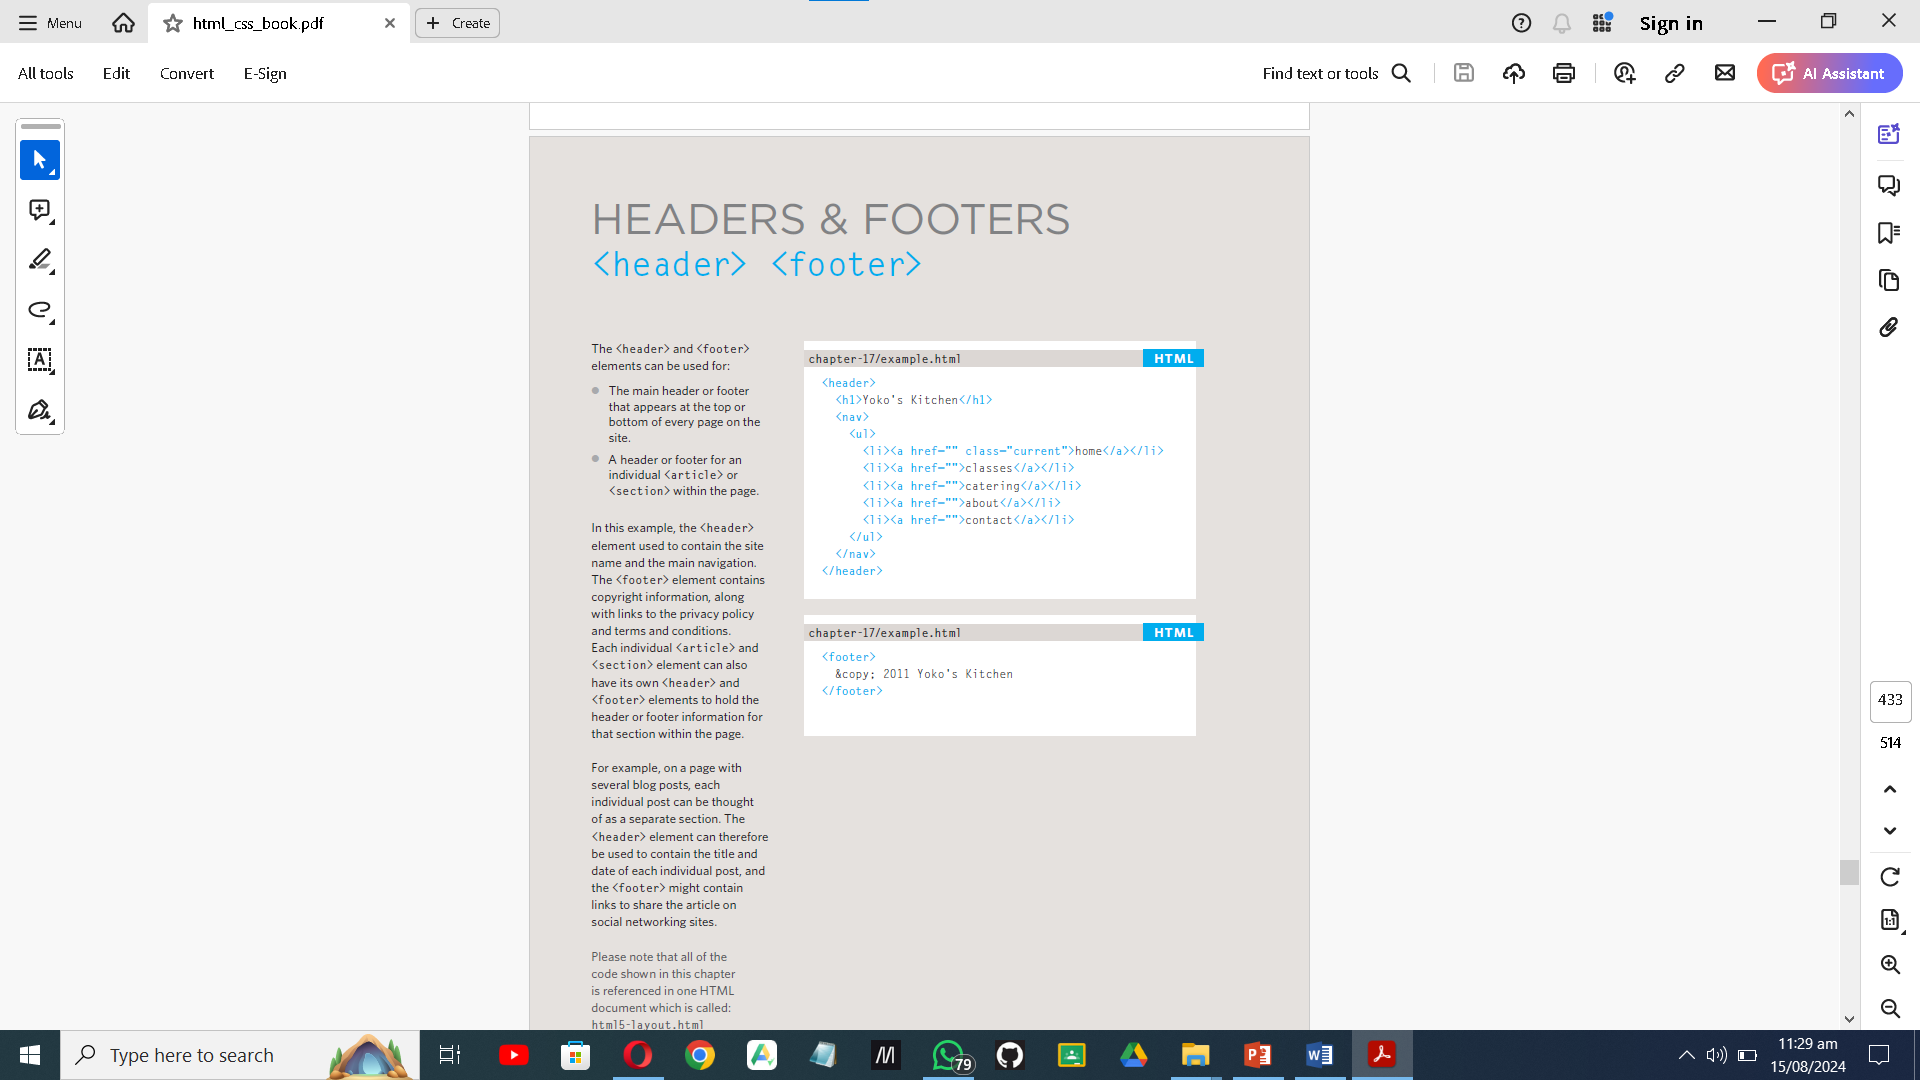 Menu
html_css_book.pdf
Create
Sign in
All tools
Edit
Convert
E-Sign
Find text or tools
AI Assistant
HEADERS & FOOTERS
<header> <footer>
The <header> and <footer>
elements can be used for:
The main header or footer
that appears at the top or
bottom of every page on the
site.
A header or footer for an
individual <article> or
<section> within the page.
In this example, the <header>
element used to contain the site
name and the main navigation.
The <footer> element contains
copyright information, along
with links to the privacy policy
and terms and conditions.
Each individual <article> and
<section> element can also
have its own <header> and
<footer> elements to hold the
header or footer information for
that section within the page.
For example, on a page with
several blog posts, each
individual post can be thought
of as a separate section. The
<header> element can therefore
be used to contain the title and
date of each individual post, and
the <footer> might contain
links to share the article on
social networking sites.
Please note that all of the
code shown in this chapter
is referenced in one HTML
document which is called:
html5-layout.html
chapter-17/example.html
HTML
<header>
<h1>Yoko's Kitchen</h1>
<nav>
<ul>
<li><a href="" class="current">home</a></li>
<li><a href="">classes</a></li>
<li><a href="">catering</a></li>
<li><a href="">about</a></li>
<li><a href="">contact</a></li>
</ul>
</nav>
</header>
chapter-17/example.html
HTML
<footer>
&copy; 2011 Yoko's Kitchen
</footer>
433
514
1:1
Type here to search
79
11:29 am
15/08/2024